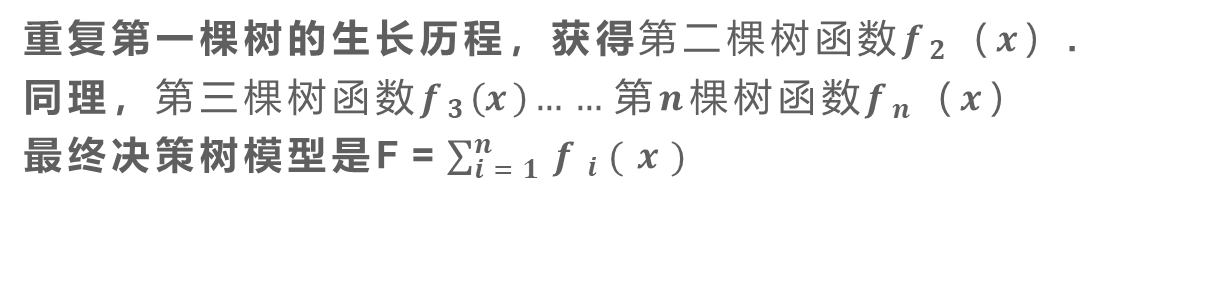 重复第一棵树的生长历程，获得第二棵树函数f₂（x）.
同理，第三棵树函数f₃(x)... ...第n棵树函数fₙ（x）
最终决策树模型是F = ∑ⁿᵢ₌₁ fᵢ(x)